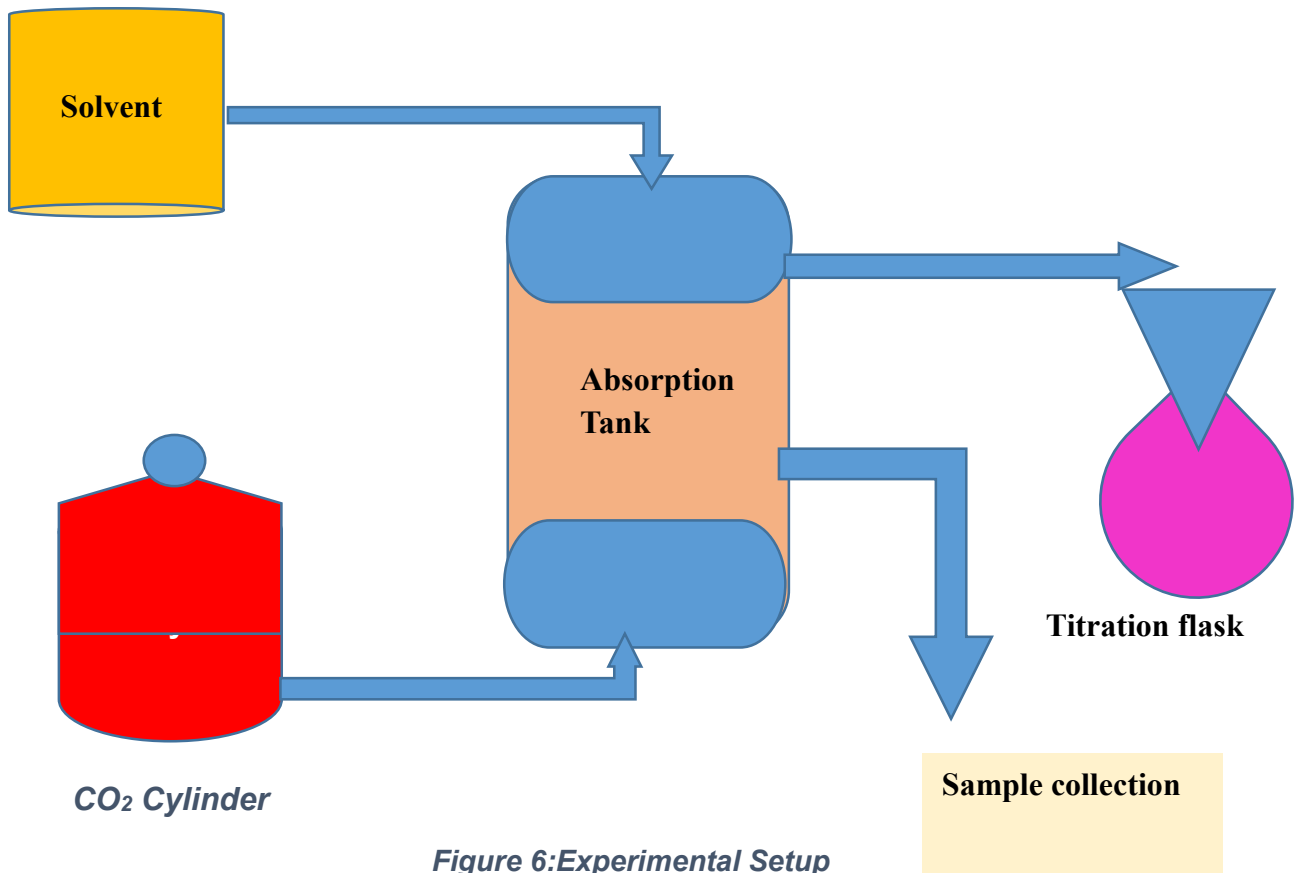 Solvent
Absorption
Tank
Titration flask
CO₂ Cylinder
Sample collection
Figure 6:Experimental Setup